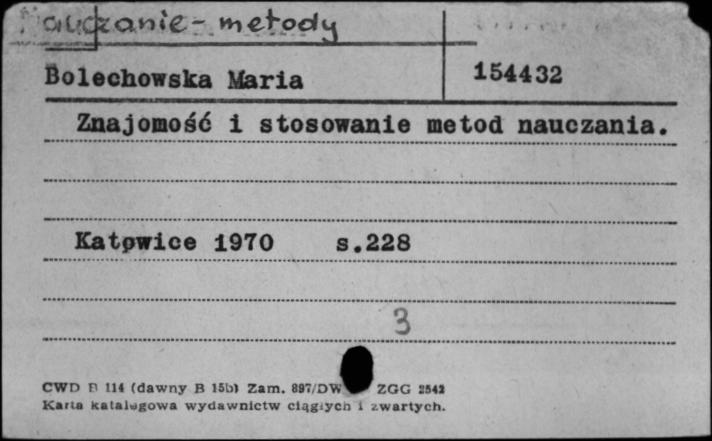 Nauczanie - metody
Bolechowska Maria 154432
Znajomość i stosowanie metod nauczania.
Katowice 1970 s.228
3
CWD B 114 (dawny B 15b) Zam. 897/DW ZGG 2542
Karta katalogowa wydawnictw ciągłych i zwartych.